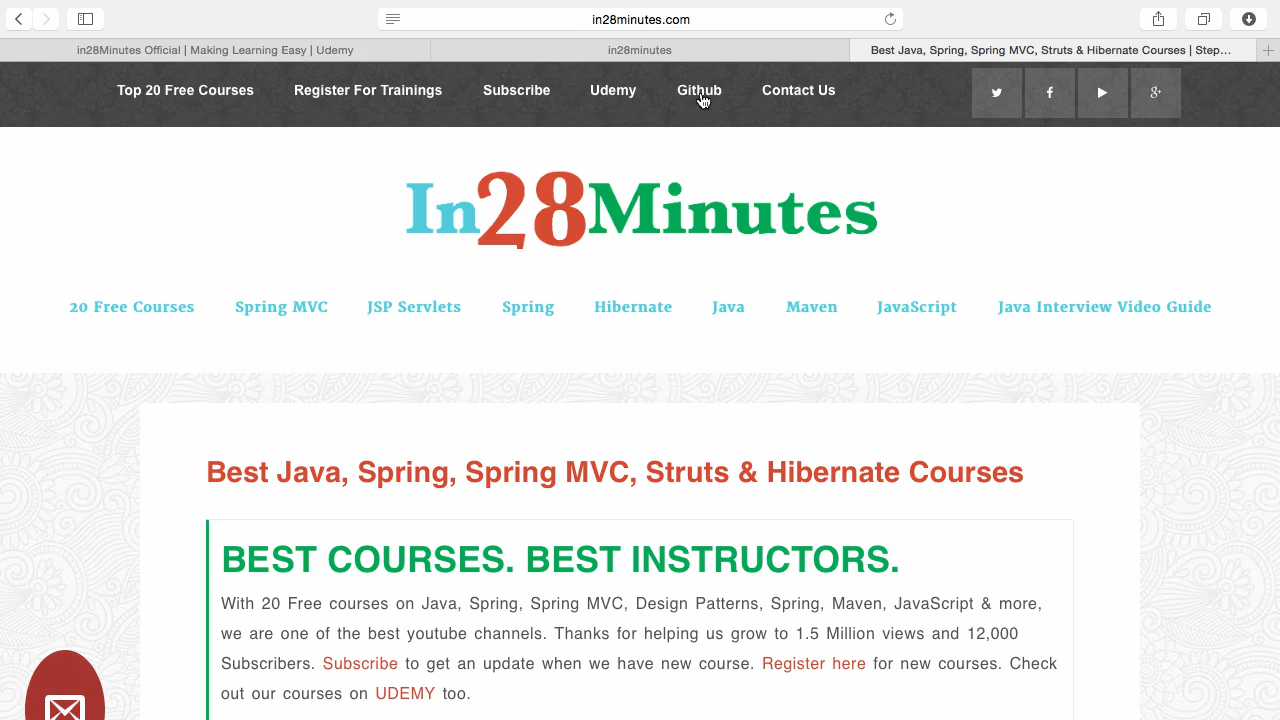 in28minutes.com
in28Minutes Official | Making Learning Easy | Udemy
in28minutes
Best Java, Spring, Spring MVC, Struts & Hibernate Courses | Step...
Top 20 Free Courses
Register For Trainings
Subscribe
Udemy
Github
Contact Us
In28Minutes
20 Free Courses
Spring MVC
JSP Servlets
Spring
Hibernate
Java
Maven
JavaScript
Java Interview Video Guide
Best Java, Spring, Spring MVC, Struts & Hibernate Courses
BEST COURSES. BEST INSTRUCTORS.
With 20 Free courses on Java, Spring, Spring MVC, Design Patterns, Spring, Maven, JavaScript & more,
we are one of the best youtube channels. Thanks for helping us grow to 1.5 Million views and 12,000
Subscribers. Subscribe to get an update when we have new course. Register here for new courses. Check
out our courses on UDEMY too.